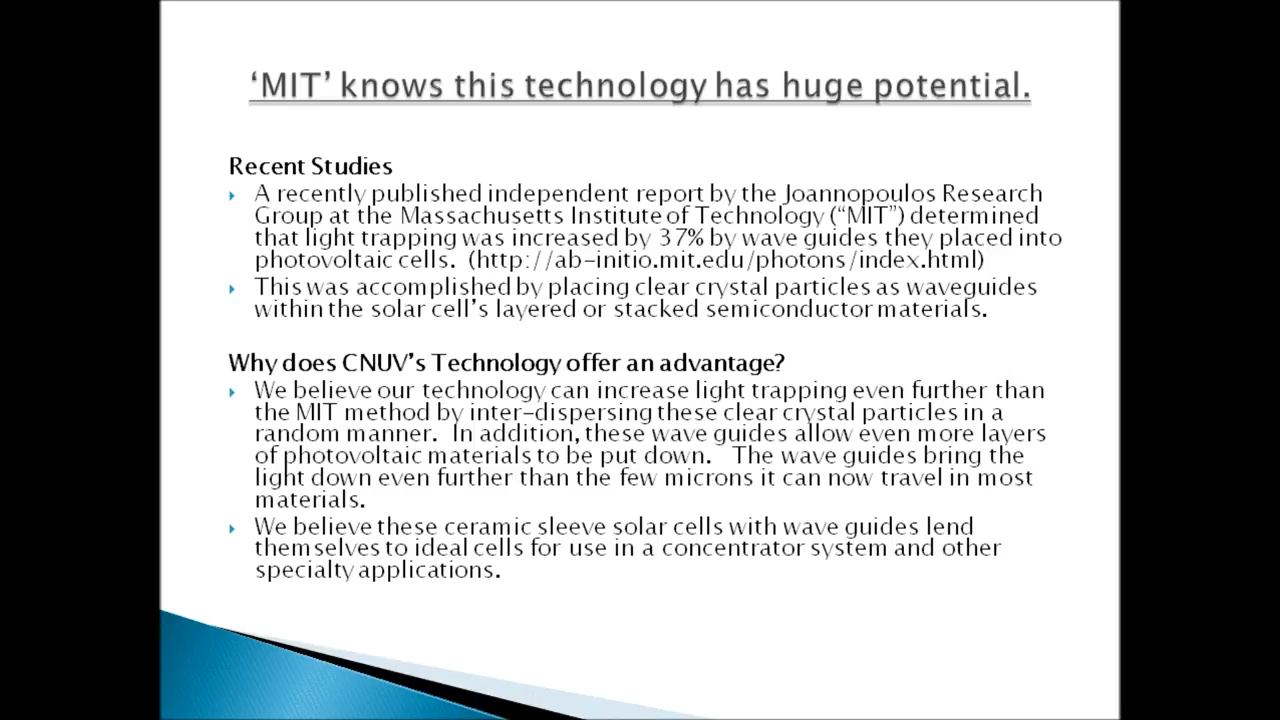 ‘MIT’ knows this technology has huge potential.
Recent Studies
A recently published independent report by the Joannopoulos Research
Group at the Massachusetts Institute of Technology (“MIT”) determined
that light trapping was increased by 37% by wave guides they placed into
photovoltaic cells. (http://ab-initio.mit.edu/photons/index.html)
This was accomplished by placing clear crystal particles as waveguides
within the solar cell’s layered or stacked semiconductor materials.
Why does CNUV’s Technology offer an advantage?
We believe our technology can increase light trapping even further than
the MIT method by inter-dispersing these clear crystal particles in a
random manner. In addition, these wave guides allow even more layers
of photovoltaic materials to be put down. The wave guides bring the
light down even further than the few microns it can now travel in most
materials.
We believe these ceramic sleeve solar cells with wave guides lend
themselves to ideal cells for use in a concentrator system and other
specialty applications.